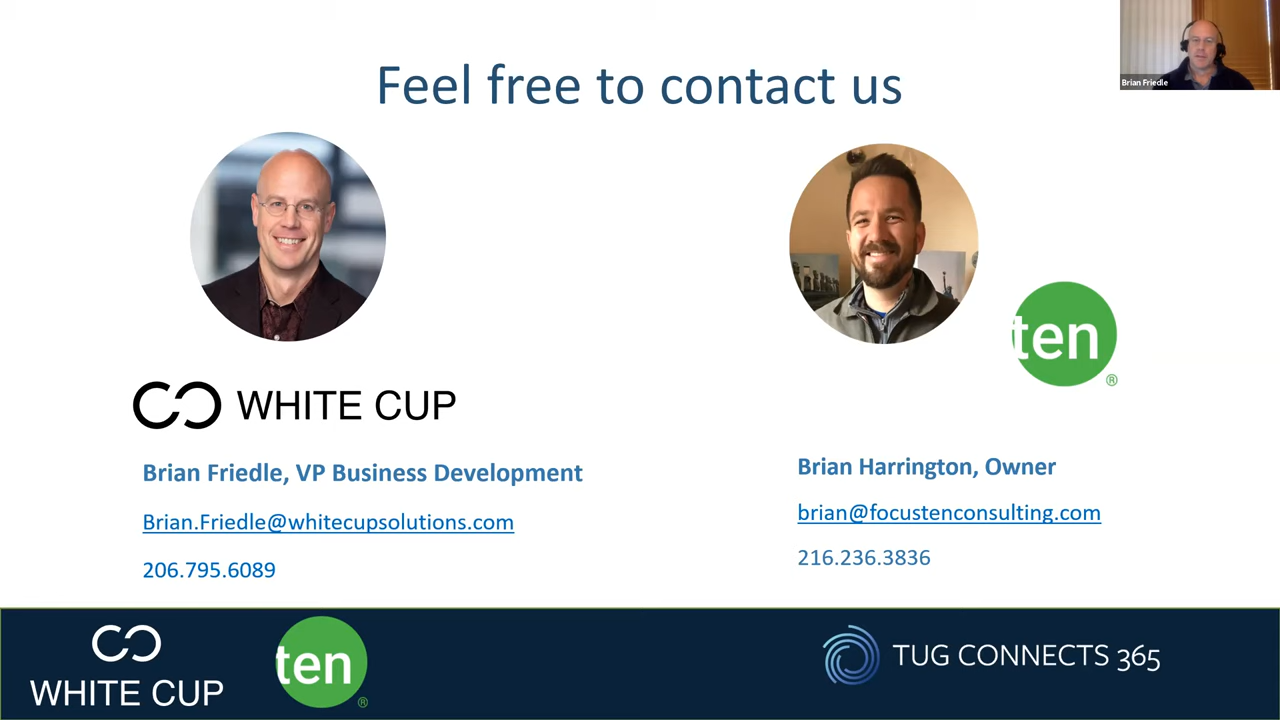 Brian Friedle
Feel free to contact us
ten
®
WHITE CUP
Brian Friedle, VP Business Development
Brian.Friedle@whitecupsolutions.com
206.795.6089
Brian Harrington, Owner
brian@focustenconsulting.com
216.236.3836
WHITE CUP
ten
®
TUG CONNECTS 365